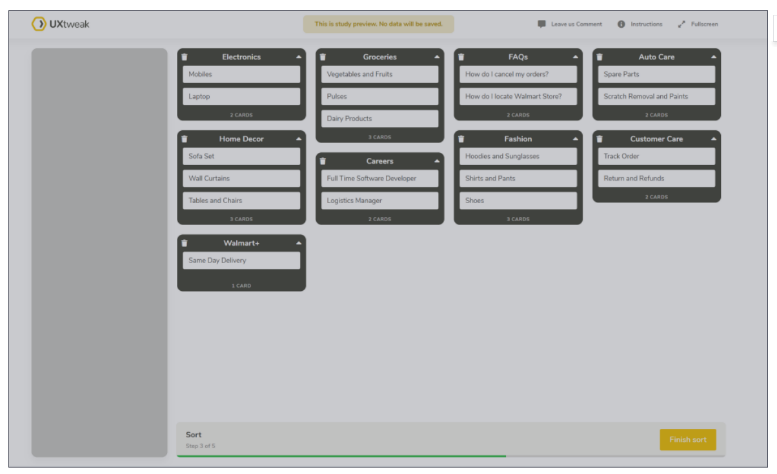 UXtweak
This is study preview. No data will be saved.
Leave us Comment
Instructions
Fullscreen
Electronics
Mobiles
Laptop
2 CARDS
Groceries
Vegetables and Fruits
Pulses
Dairy Products
3 CARDS
FAQs
How do I cancel my orders?
How do I locate Walmart Store?
2 CARDS
Auto Care
Spare Parts
Scratch Removal and Paints
2 CARDS
Home Decor
Sofa Set
Wall Curtains
Tables and Chairs
3 CARDS
Careers
Full Time Software Developer
Logistics Manager
2 CARDS
Fashion
Hoodies and Sunglasses
Shirts and Pants
Shoes
3 CARDS
Customer Care
Track Order
Return and Refunds
2 CARDS
Walmart+
Same Day Delivery
1 CARD
Sort
Step 3 of 5
Finish sort